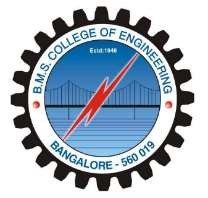 B.M.S. COLLEGE OF ENGINEERING
Estd:1946
BANGALORE - 560 019